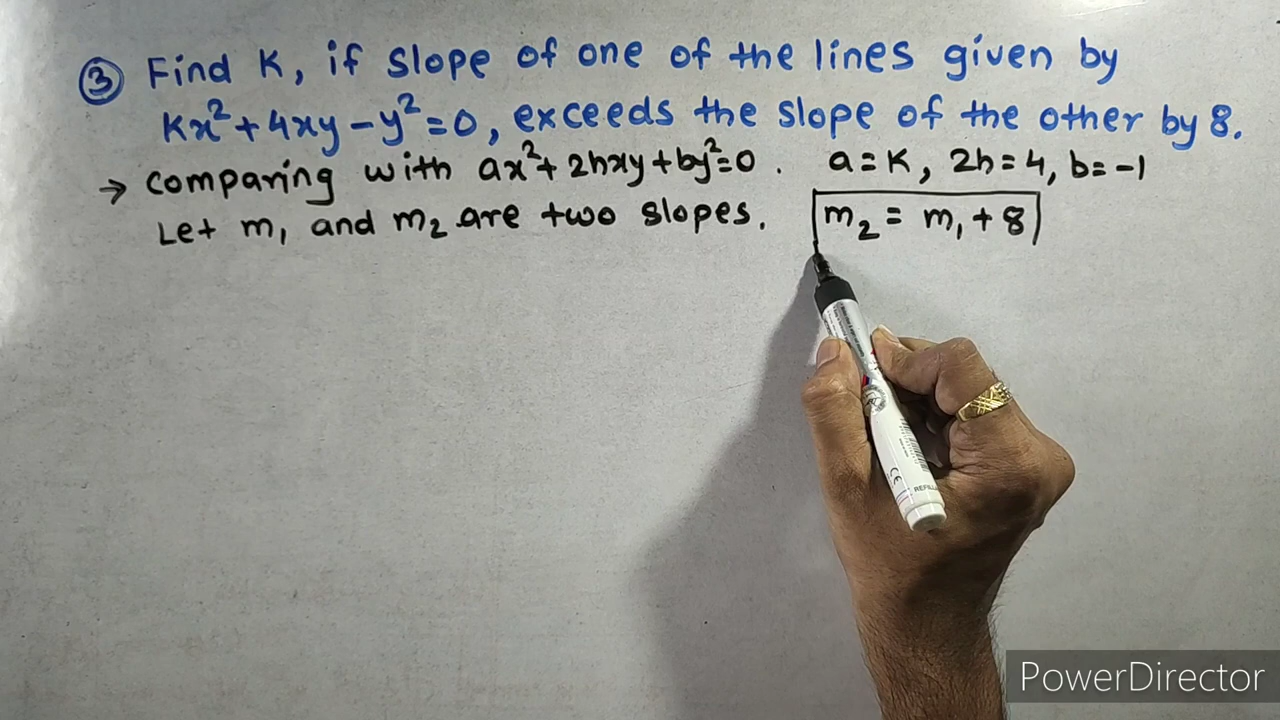 ③ Find K, if slope of one of the lines given by
Kx²+4xy-y²=0, exceeds the slope of the other by 8.
→ comparing with ax²+2hxy+by²=0. a=K, 2h=4, b=-1
Let m₁ and m₂ are two slopes. m₂ = m₁+8
CE
REFILL
PowerDirector